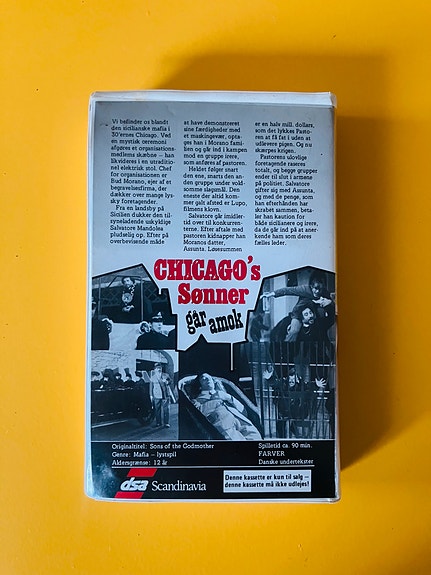 Vi befinder os blandt
den sicilianske mafia i
30'ernes Chicago. Ved
en mystisk ceremoni
afgøres et organisations-
medlems skæbne – han
likvideres i en utraditio-
nel elektrisk stol. Chef
for organisationen er
Bud Morano, ejer af et
begravelsesfirma, der
dækker over mange lys-
sky foretagender.
Fra en landsby på
Sicilien dukker den til-
syneladende uskyldige
Salvatore Mandolea
pludselig op. Efter på
overbevisende måde
at have demonstreret
sine færdigheder med
et maskingevær, opta-
ges han i Morano fami-
lien og går ind i kampen
mod en gruppe irere,
som anføres af pastoren.
Heldet følger snart
den ene, snarts den an-
den gruppe under vold-
somme slagsmål. Den
eneste der altid kom-
mer galt afsted er Lupo,
filmens klovn.
Salvatore går imidler-
tid over til konkurren-
terne. Efter aftale med
pastoren kidnapper han
Moranos datter,
Assunta. Løsesummen
er en halv mill. dollars,
som det lykkes Pasto-
ren at få fat i uden at
udlevere pigen. Og nu
skærpes krigen.
Pastorens ulovlige
foretagende raseres
totalt, og begge grupper
ender til slut i armene
på politiet. Salvatore
gifter sig med Assunta,
og med de penge, som
han efterhånden har
skrabet sammen, beta-
ler han kaution for
både sicilianere og irere,
da de går ind på at aner-
kende ham som deres
fælles leder.
CHICAGO's
Sønner
går amok
Originaltitel: Sons of the Godmother
Genre: Mafia – lystspil
Aldersgrænse: 12 år
Spilletid ca. 90 min.
FARVER
Danske undertekster
dsa Scandinavia
Denne kassette er kun til salg –
denne kassette må ikke udlejes!